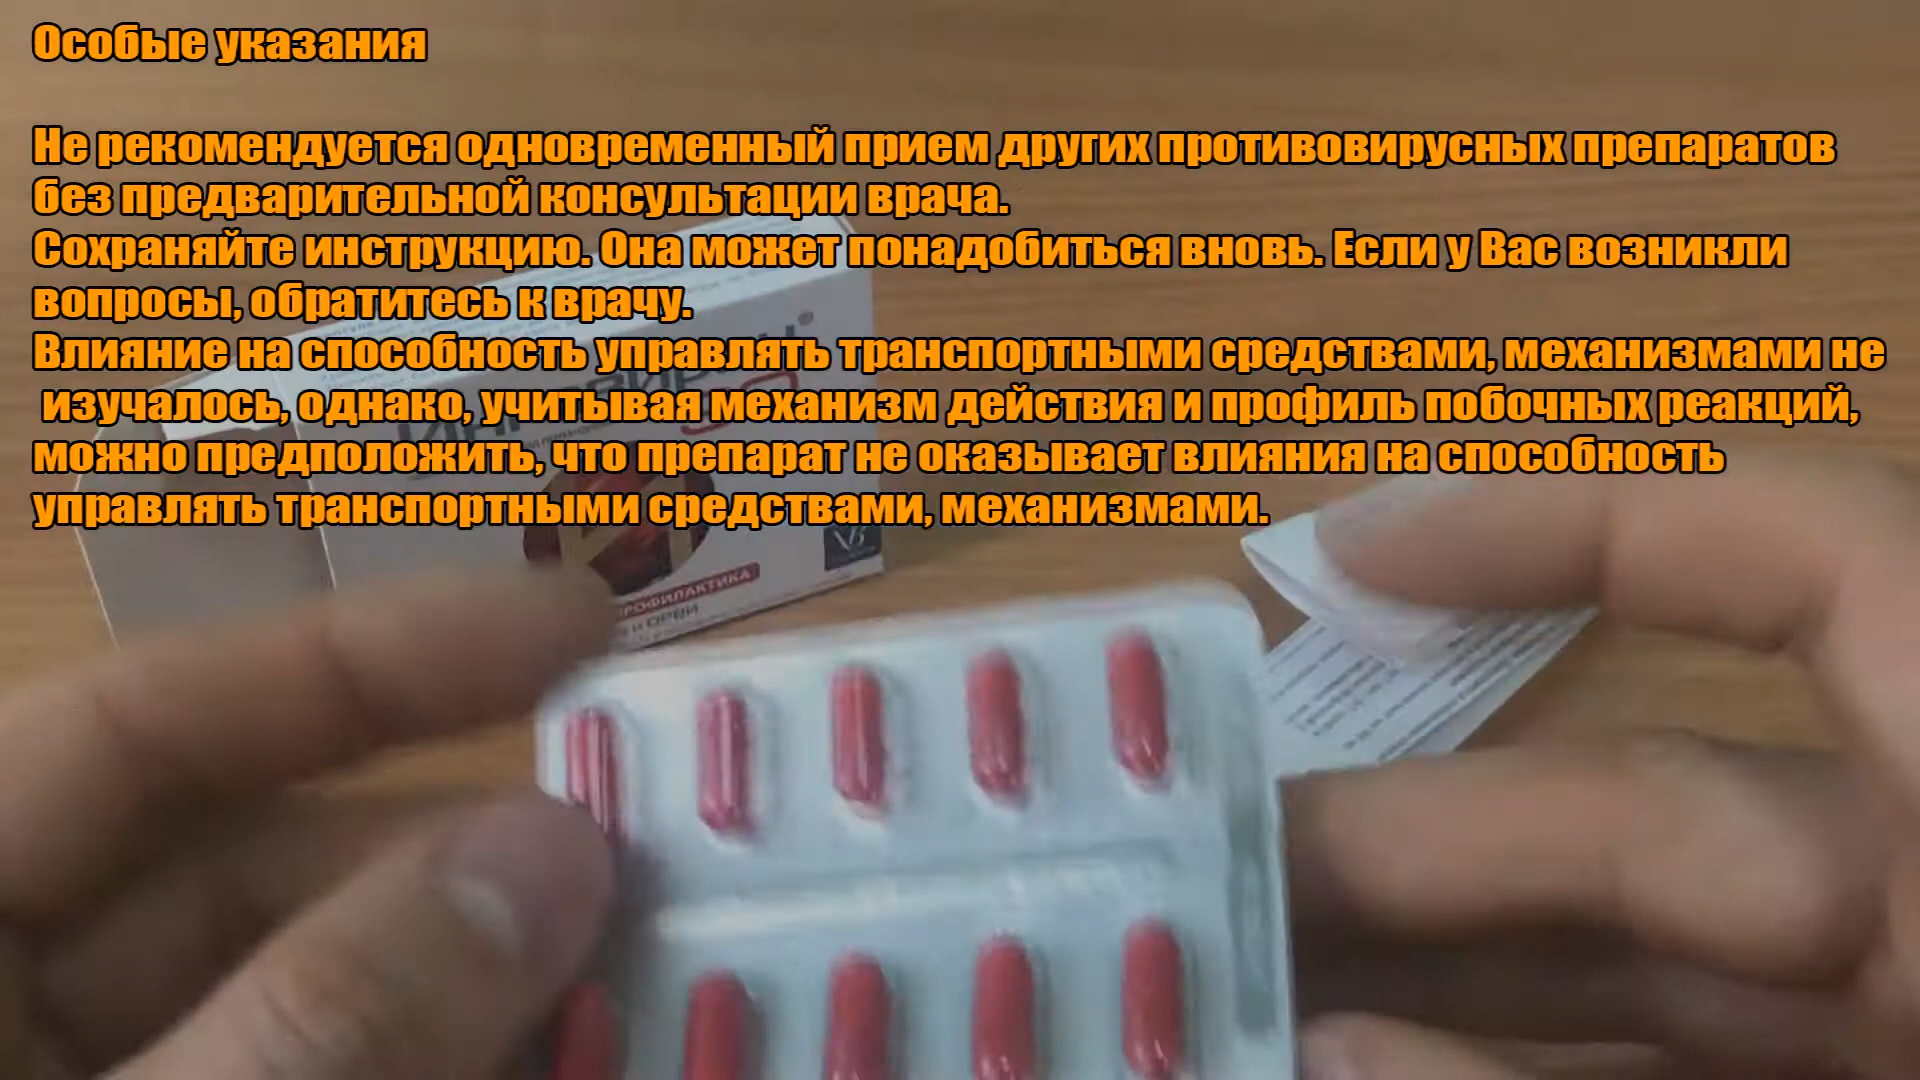 Особые указания
Не рекомендуется одновременный прием других противовирусных препаратов
без предварительной консультации врача.
Сохраняйте инструкцию. Она может понадобиться вновь. Если у Вас возникли
вопросы, обратитесь к врачу.
Влияние на способность управлять транспортными средствами, механизмами не
изучалось, однако, учитывая механизм действия и профиль побочных реакций,
можно предположить, что препарат не оказывает влияния на способность
управлять транспортными средствами, механизмами.
ПРОФИЛАКТИКА
И ОРВИ